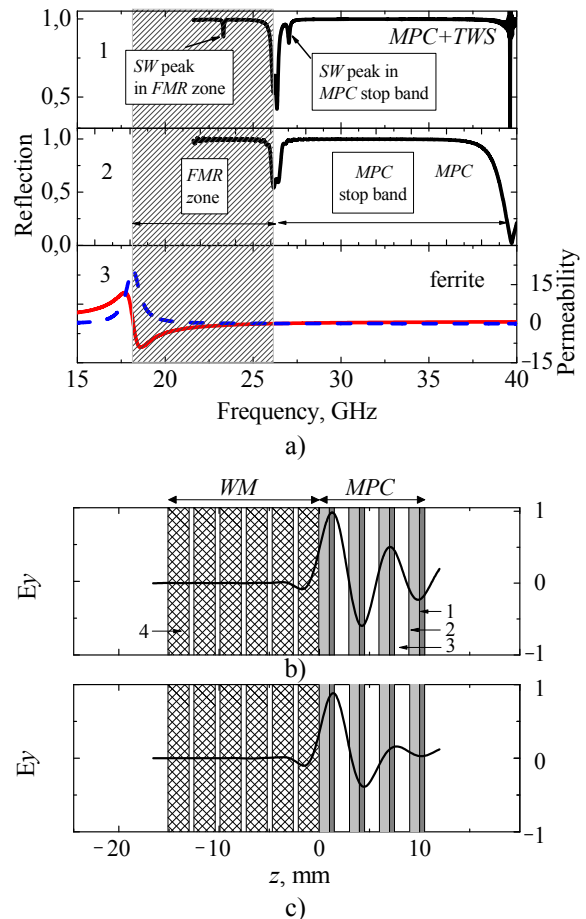 1,0
0,5
1
SW peak
in FMR zone
SW peak in
MPC stop band
MPC+TWS
1,0
0,5
0,0
2
FMR
zone
MPC
stop band
MPC
Reflection
3
ferrite
15
0
−15
Permeability
15 20 25 30 35 40
Frequency, GHz
a)
WM MPC
1
0
−1
Ey
4
1
2
3
b)
1
0
−1
Ey
−20 −10 0 10
z, mm
c)